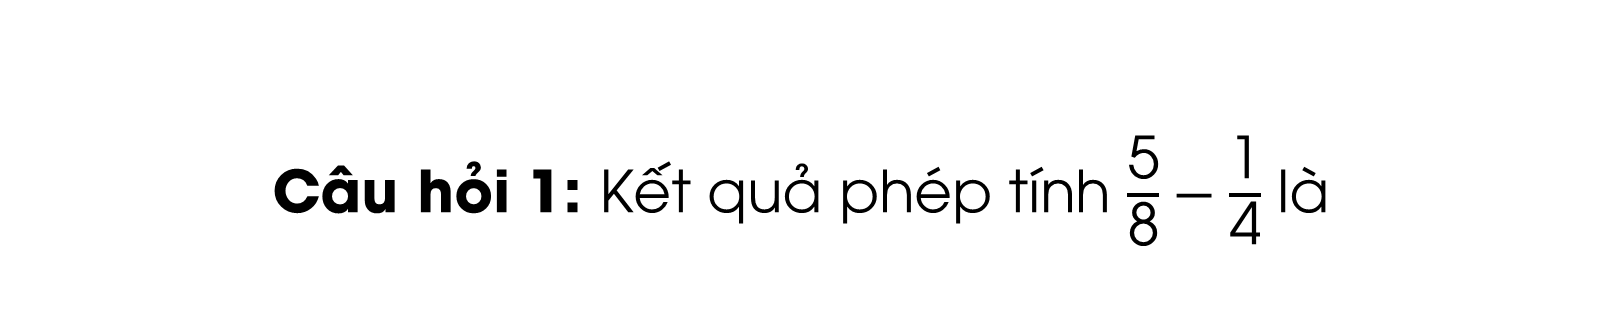 Câu hỏi 1: Kết quả phép tính 5/8 – 1/4 là